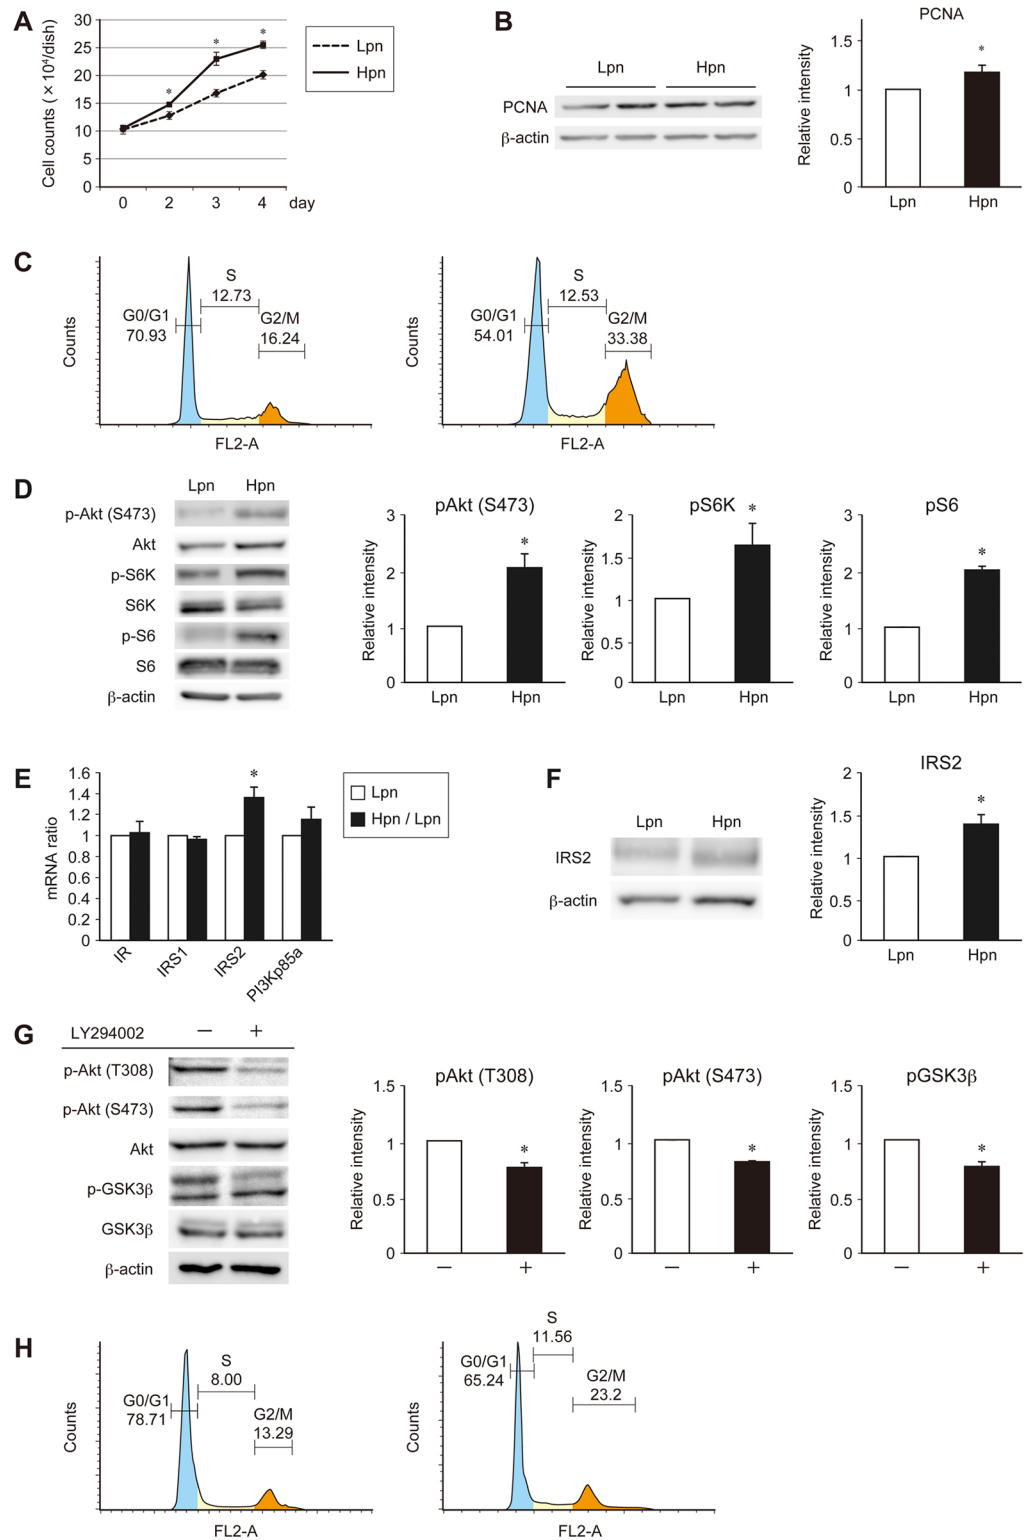 A
30
25
20
15
10
5
0
Cell counts (×10⁴/dish)
* * *
0 2 3 4 day
Lpn
Hpn
B
Lpn Hpn
PCNA
β-actin
PCNA
Relative intensity
1.5
1
0.5
0
*
Lpn Hpn
C
Counts
G0/G1
70.93
S
12.73
G2/M
16.24
FL2-A
Counts
G0/G1
54.01
S
12.53
G2/M
33.38
FL2-A
D
Lpn Hpn
p-Akt (S473)
Akt
p-S6K
S6K
p-S6
S6
β-actin
pAkt (S473)
Relative intensity
3
2
1
0
*
Lpn Hpn
pS6K
Relative intensity
2
1.5
1
0.5
0
*
Lpn Hpn
pS6
Relative intensity
3
2
1
0
*
Lpn Hpn
E
mRNA ratio
1.6
1.4
1.2
1
0.8
0.6
0.4
0.2
0
*
IR IRS1 IRS2 PI3Kp85a
Lpn
Hpn / Lpn
F
Lpn Hpn
IRS2
β-actin
IRS2
Relative intensity
2
1.5
1
0.5
0
*
Lpn Hpn
G
LY294002 − +
p-Akt (T308)
p-Akt (S473)
Akt
p-GSK3β
GSK3β
β-actin
pAkt (T308)
Relative intensity
1.5
1
0.5
0
*
− +
pAkt (S473)
Relative intensity
1.5
1
0.5
0
*
− +
pGSK3β
Relative intensity
1.5
1
0.5
0
*
− +
H
Counts
G0/G1
78.71
S
8.00
G2/M
13.29
FL2-A
Counts
G0/G1
65.24
S
11.56
G2/M
23.2
FL2-A